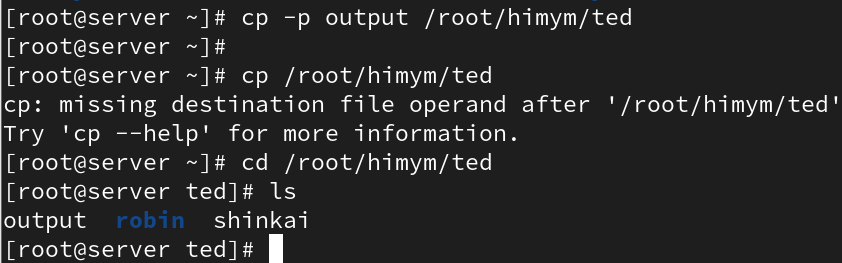 [root@server ~]# cp -p output /root/himym/ted
[root@server ~]#
[root@server ~]# cp /root/himym/ted
cp: missing destination file operand after '/root/himym/ted'
Try 'cp --help' for more information.
[root@server ~]# cd /root/himym/ted
[root@server ted]# ls
output  robin  shinkai
[root@server ted]#